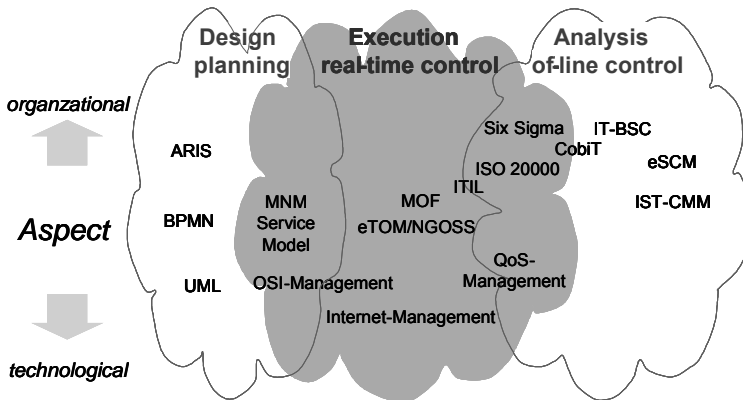 Design
planning
Execution
real-time control
Analysis
of-line control
organzational
Aspect
technological
ARIS
BPMN
UML
MNM
Service
Model
OSI-Management
MOF
eTOM/NGOSS
ITIL
Internet-Management
Six Sigma
ISO 20000
CobiT
IT-BSC
eSCM
IST-CMM
QoS-
Management